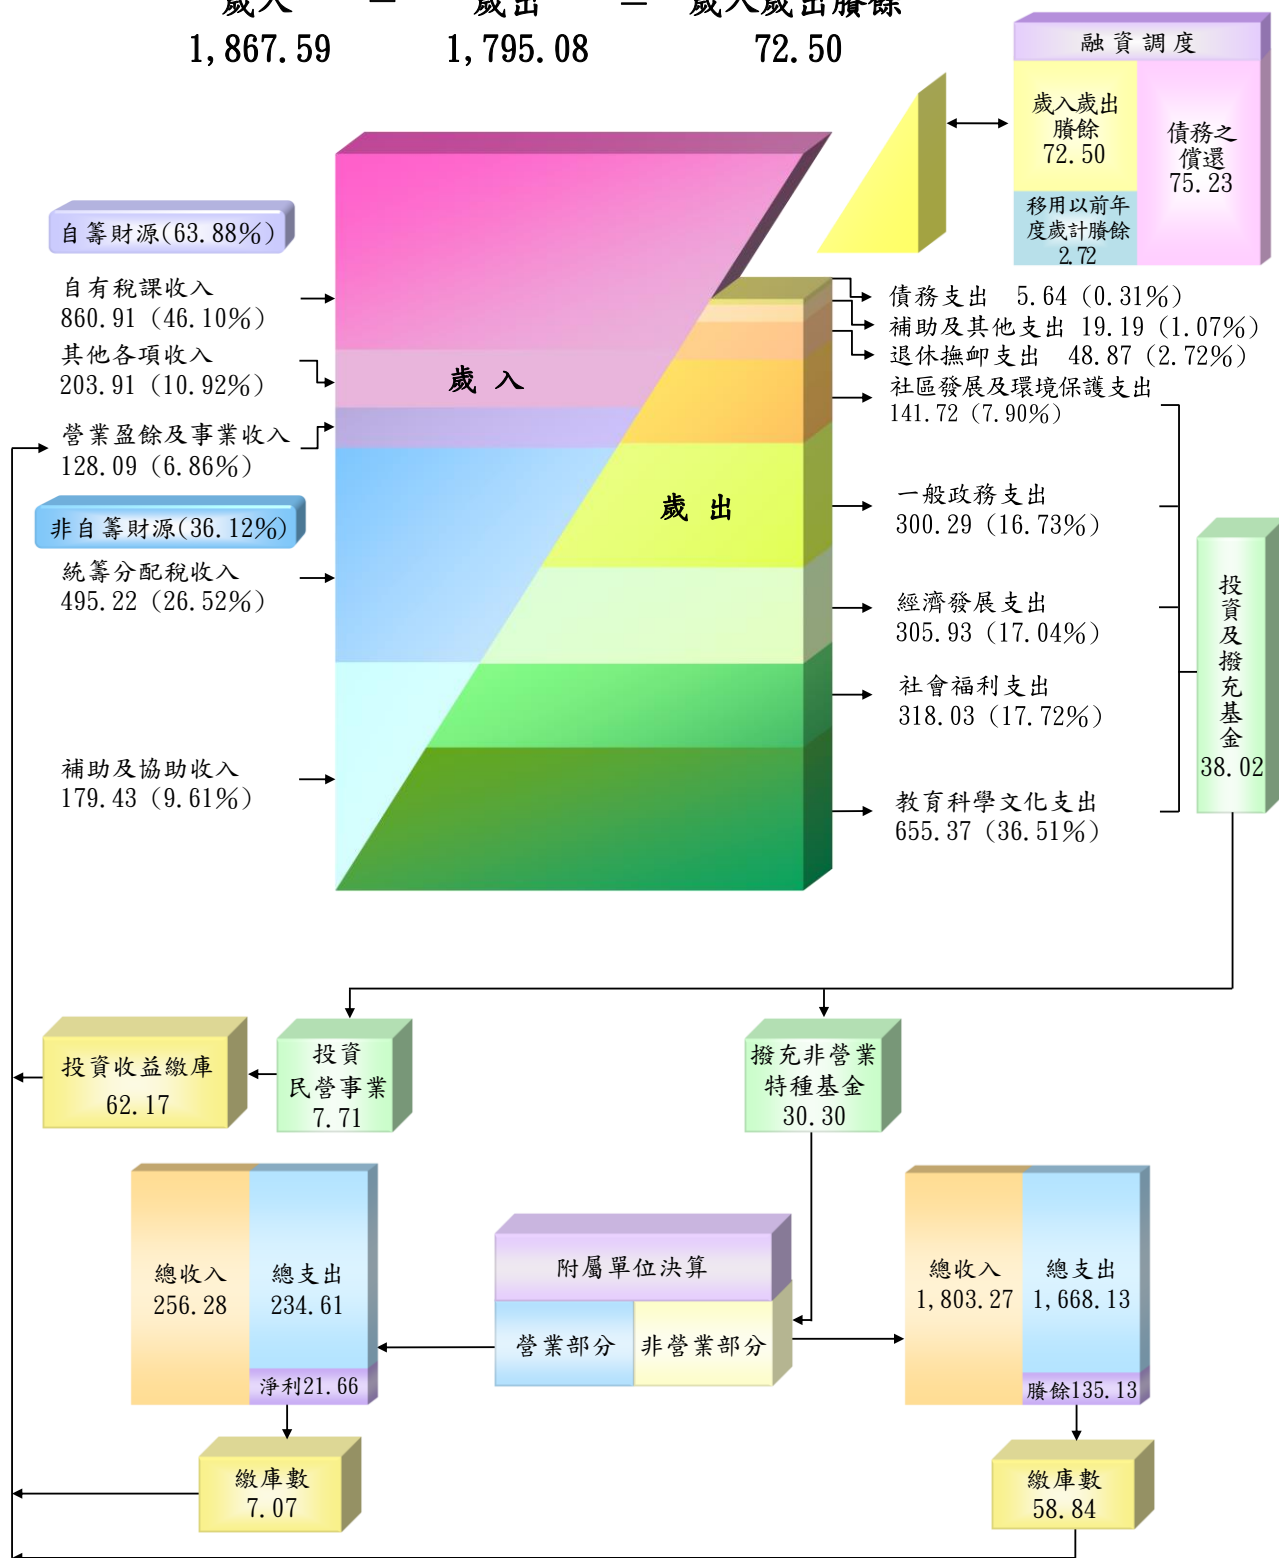 歲入 － 歲出 ＝ 歲入歲出賸餘
1,867.59 1,795.08 72.50
融資調度
歲入歲出
賸餘
72.50
債務之
償還
75.23
移用以前年
度歲計賸餘
2.72
自籌財源(63.88%)
自有稅課收入
860.91 (46.10%)
其他各項收入
203.91 (10.92%)
營業盈餘及事業收入
128.09 (6.86%)
非自籌財源(36.12%)
統籌分配稅收入
495.22 (26.52%)
補助及協助收入
179.43 (9.61%)
歲入
歲出
債務支出 5.64 (0.31%)
補助及其他支出 19.19 (1.07%)
退休撫卹支出 48.87 (2.72%)
社區發展及環境保護支出
141.72 (7.90%)
一般政務支出
300.29 (16.73%)
經濟發展支出
305.93 (17.04%)
社會福利支出
318.03 (17.72%)
教育科學文化支出
655.37 (36.51%)
投資及撥充基金
38.02
投資收益繳庫
62.17
投資
民營事業
7.71
撥充非營業
特種基金
30.30
總收入
256.28
總支出
234.61
淨利21.66
附屬單位決算
營業部分
非營業部分
總收入
1,803.27
總支出
1,668.13
賸餘135.13
繳庫數
7.07
繳庫數
58.84